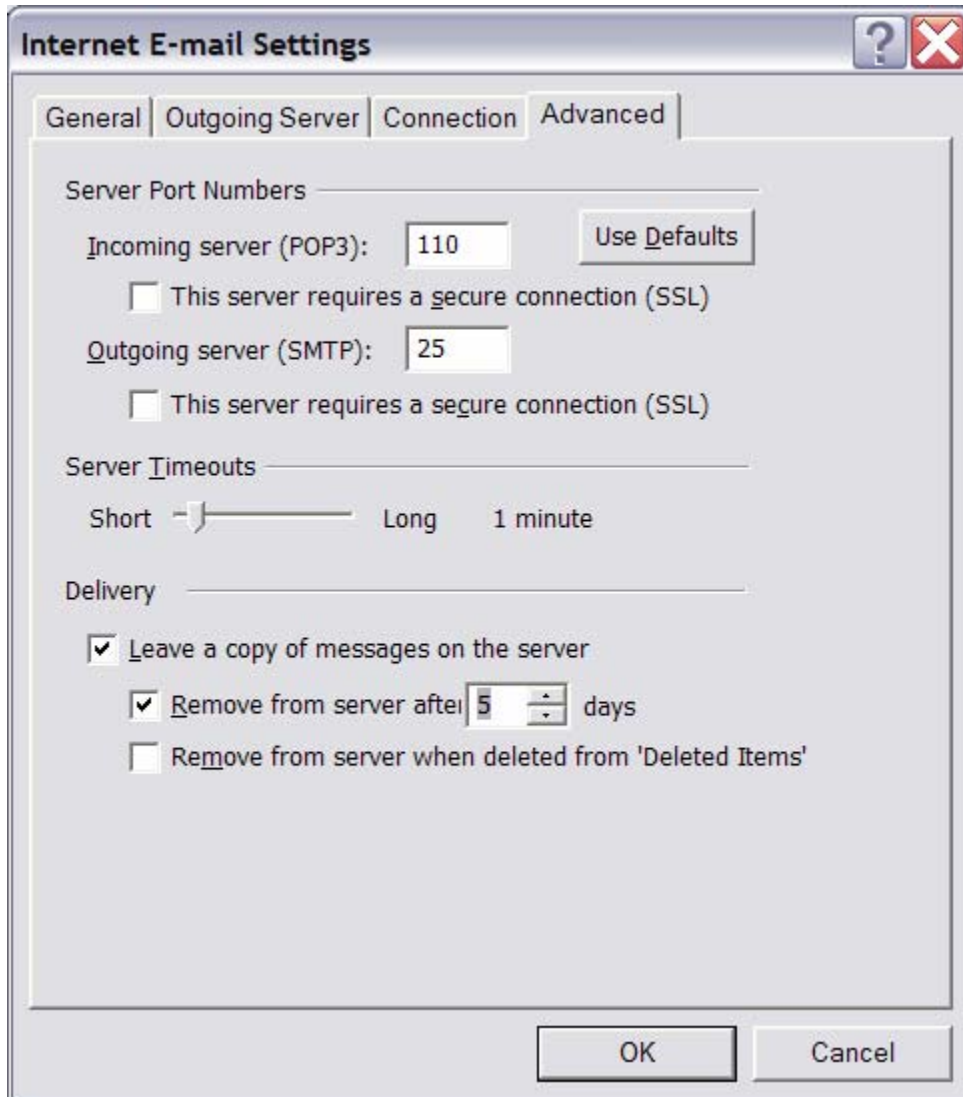 Internet E-mail Settings
General Outgoing Server Connection Advanced
Server Port Numbers
Incoming server (POP3): 110 Use Defaults
This server requires a secure connection (SSL)
Outgoing server (SMTP): 25
This server requires a secure connection (SSL)
Server Timeouts
Short Long 1 minute
Delivery
Leave a copy of messages on the server
Remove from server after 5 days
Remove from server when deleted from 'Deleted Items'
OK Cancel